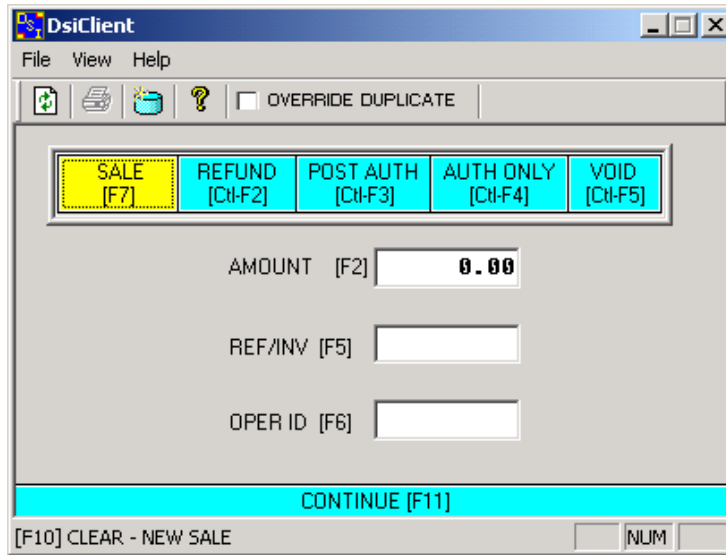 DsiClient
File View Help
? OVERRIDE DUPLICATE
SALE REFUND POST AUTH AUTH ONLY VOID
[F7] [Ctl-F2] [Ctl-F3] [Ctl-F4] [Ctl-F5]
AMOUNT [F2] 0.00
REF/INV [F5]
OPER ID [F6]
CONTINUE [F11]
[F10] CLEAR - NEW SALE NUM